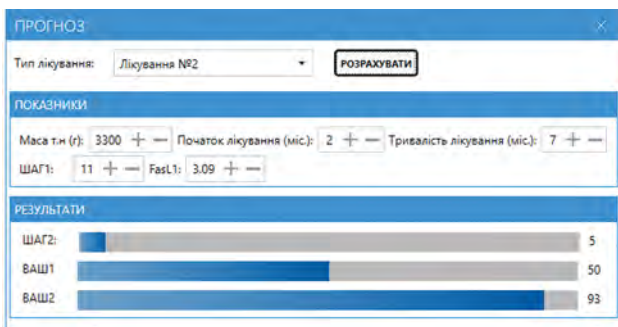 ПРОГНОЗ
Тип лікування: Лікування №2 РОЗРАХУВАТИ
ПОКАЗНИКИ
Маса т.н (г): 3300 Початок лікування (міс.): 2 Тривалість лікування (міс.): 7
ШАГ1: 11 FasL1: 3.09
РЕЗУЛЬТАТИ
ШАГ2: 5
ВАШ1 50
ВАШ2 93